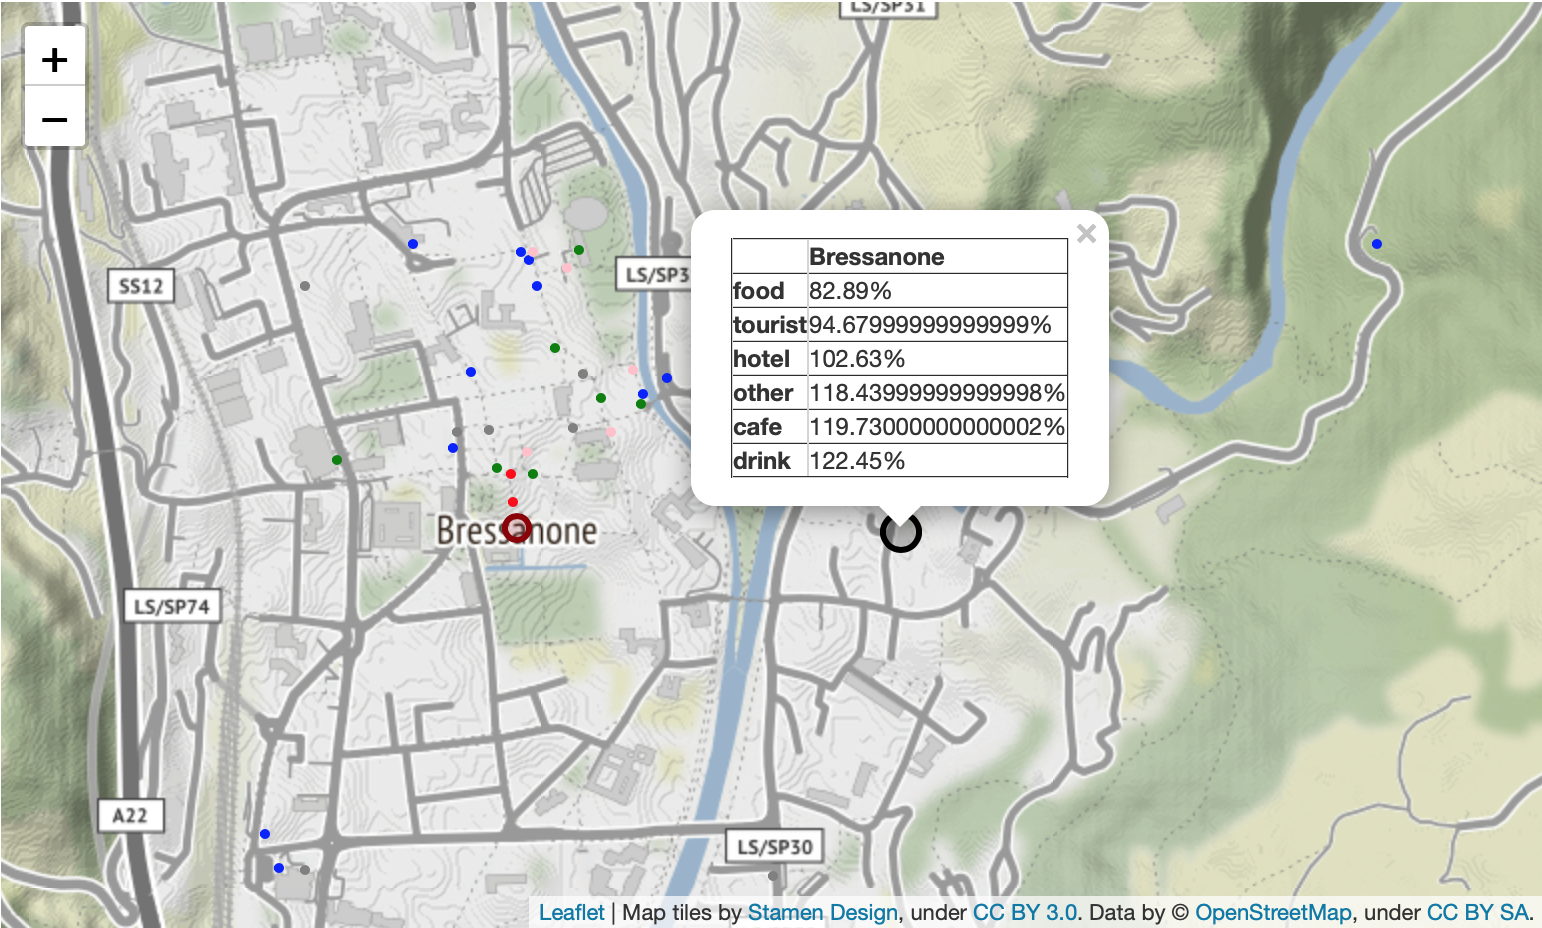 LS/SP31
+
−
SS12
LS/SP3
×
Bressanone
food 82.89%
tourist 94.67999999999999%
hotel 102.63%
other 118.43999999999998%
cafe 119.73000000000002%
drink 122.45%
Bressanone
LS/SP74
A22
LS/SP30
Leaflet | Map tiles by Stamen Design, under CC BY 3.0. Data by © OpenStreetMap, under CC BY SA.